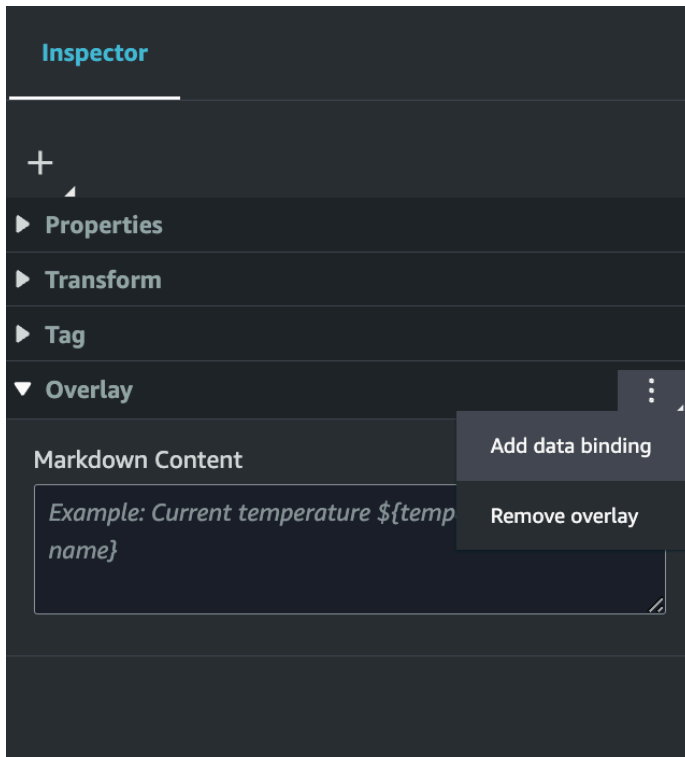 Inspector
Properties
Transform
Tag
Overlay
Add data binding
Markdown Content
Example: Current temperature ${temp
Remove overlay
name}